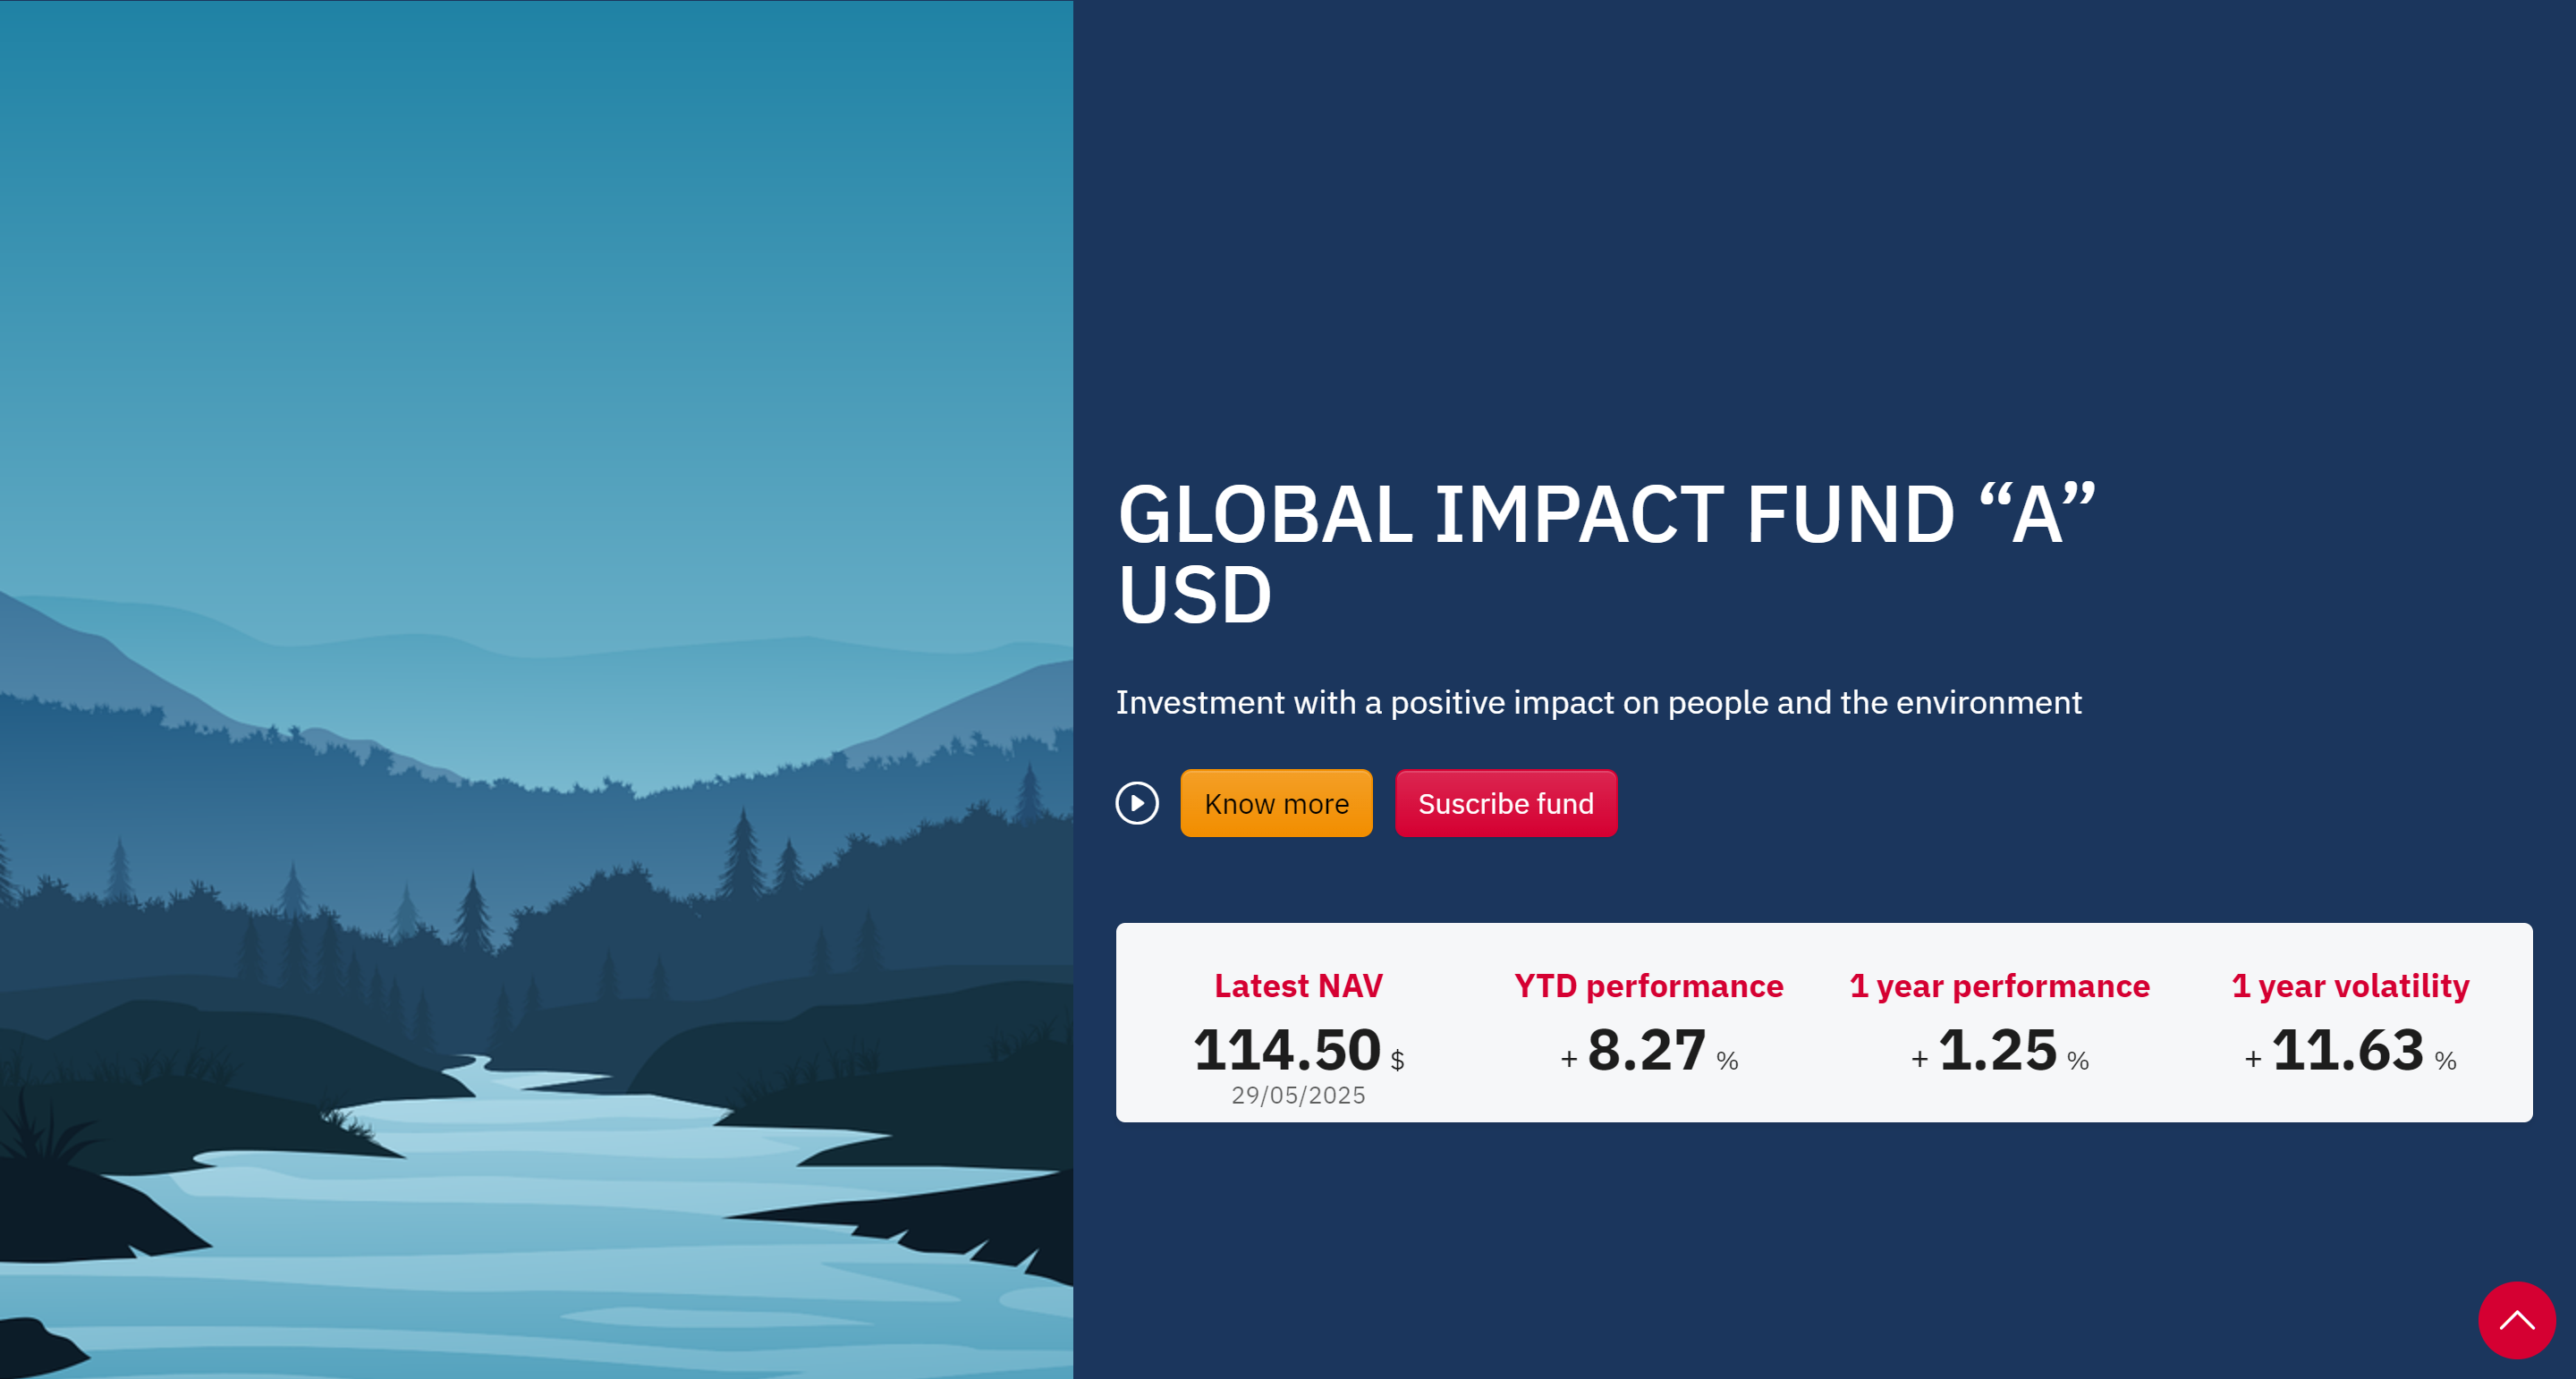 GLOBAL IMPACT FUND “A”
USD
Investment with a positive impact on people and the environment
Know more
Suscribe fund
Latest NAV
114.50 $
29/05/2025
YTD performance
+ 8.27 %
1 year performance
+ 1.25 %
1 year volatility
+ 11.63 %